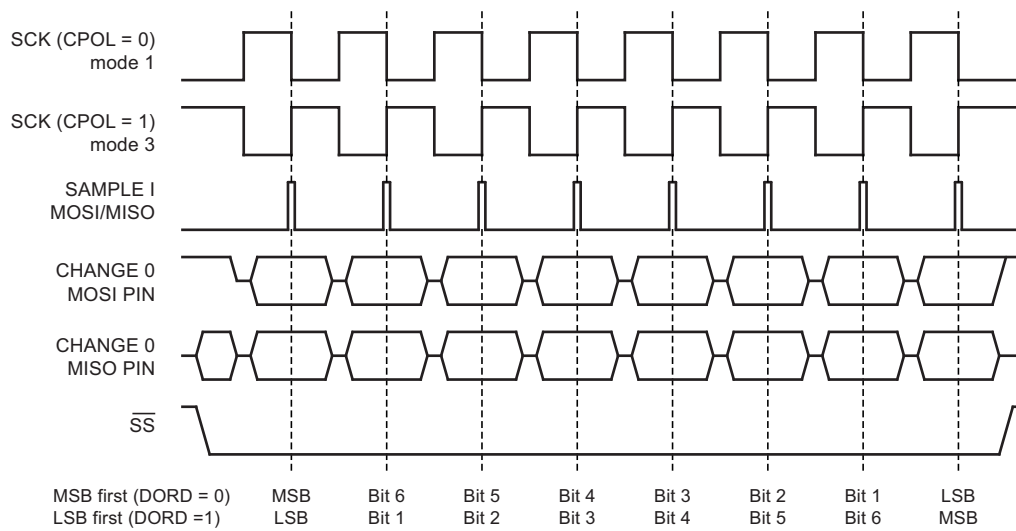 SCK (CPOL = 0)
mode 1
SCK (CPOL = 1)
mode 3
SAMPLE I
MOSI/MISO
CHANGE 0
MOSI PIN
CHANGE 0
MISO PIN
SS
MSB first (DORD = 0) MSB Bit 6 Bit 5 Bit 4 Bit 3 Bit 2 Bit 1 LSB
LSB first (DORD =1) LSB Bit 1 Bit 2 Bit 3 Bit 4 Bit 5 Bit 6 MSB